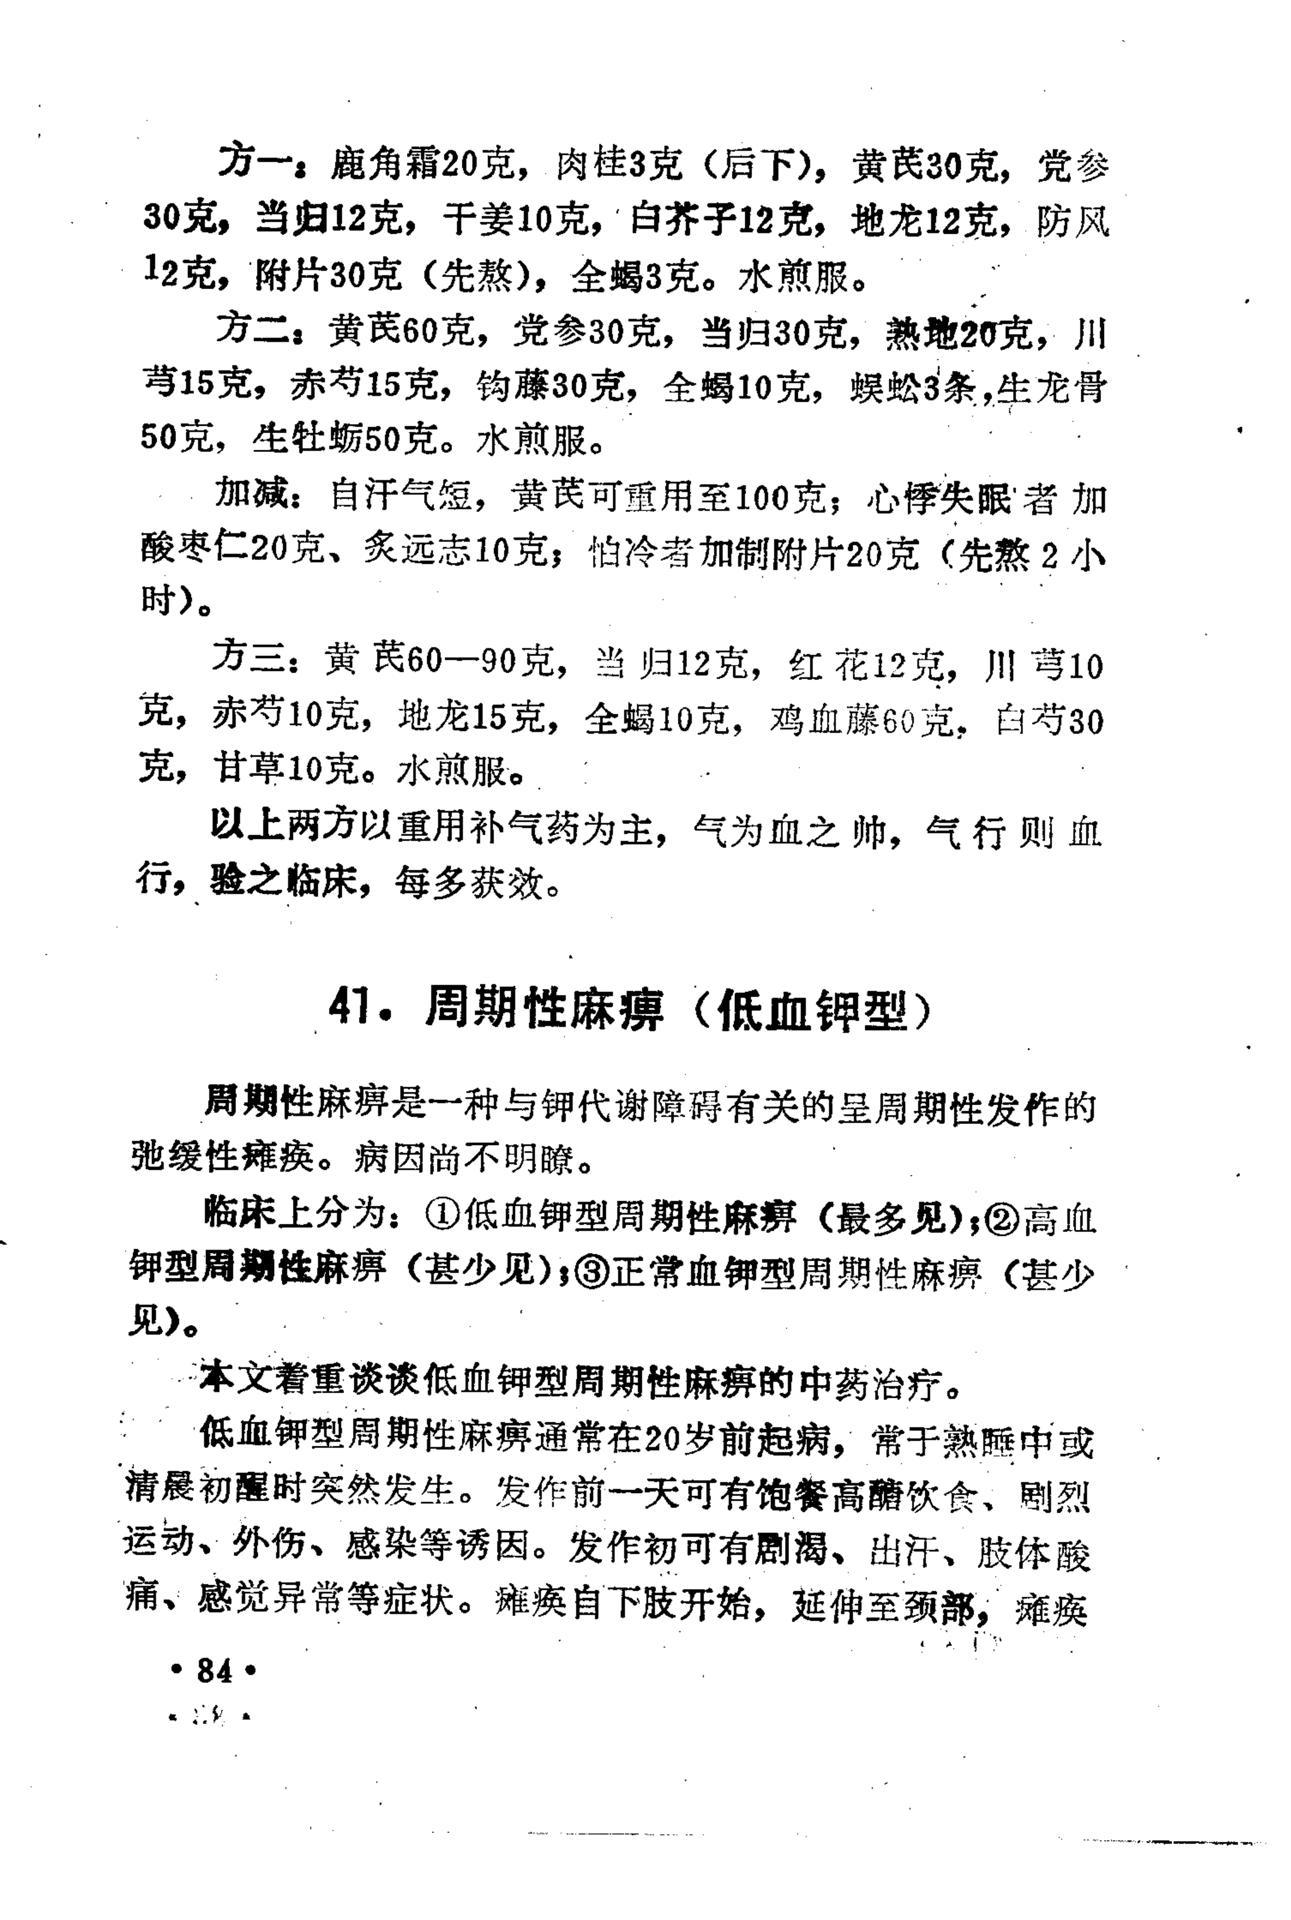 方一：鹿角霜20克，肉桂3克（后下），黄芪30克，党参
30克，当归12克，干姜10克，白芥子12克，地龙12克，防风
12克，附片30克（先熬），全蝎3克。水煎服。
方二：黄芪60克，党参30克，当归30克，熟地20克，川
芎15克，赤芍15克，钩藤30克，全蝎10克，蜈蚣3条，生龙骨
50克，生牡蛎50克。水煎服。
加减：自汗气短，黄芪可重用至100克；心悸失眠者加
酸枣仁20克、炙远志10克；怕冷者加制附片20克（先熬2小
时）。
方三：黄芪60—90克，当归12克，红花12克，川芎10
克，赤芍10克，地龙15克，全蝎10克，鸡血藤60克，白芍30
克，甘草10克。水煎服。
以上两方以重用补气药为主，气为血之帅，气行则血
行，验之临床，每多获效。
41．周期性麻痹（低血钾型）
周期性麻痹是一种与钾代谢障碍有关的呈周期性发作的
弛缓性瘫痪。病因尚不明瞭。
临床上分为：①低血钾型周期性麻痹（最多见）；②高血
钾型周期性麻痹（甚少见）；③正常血钾型周期性麻痹（甚少
见）。
本文着重谈谈低血钾型周期性麻痹的中药治疗。
低血钾型周期性麻痹通常在20岁前起病，常于熟睡中或
清晨初醒时突然发生。发作前一天可有饱餐高醣饮食、剧烈
运动、外伤、感染等诱因。发作初可有剧渴、出汗、肢体酸
痛、感觉异常等症状。瘫痪自下肢开始，延伸至颈部，瘫痪
•84•